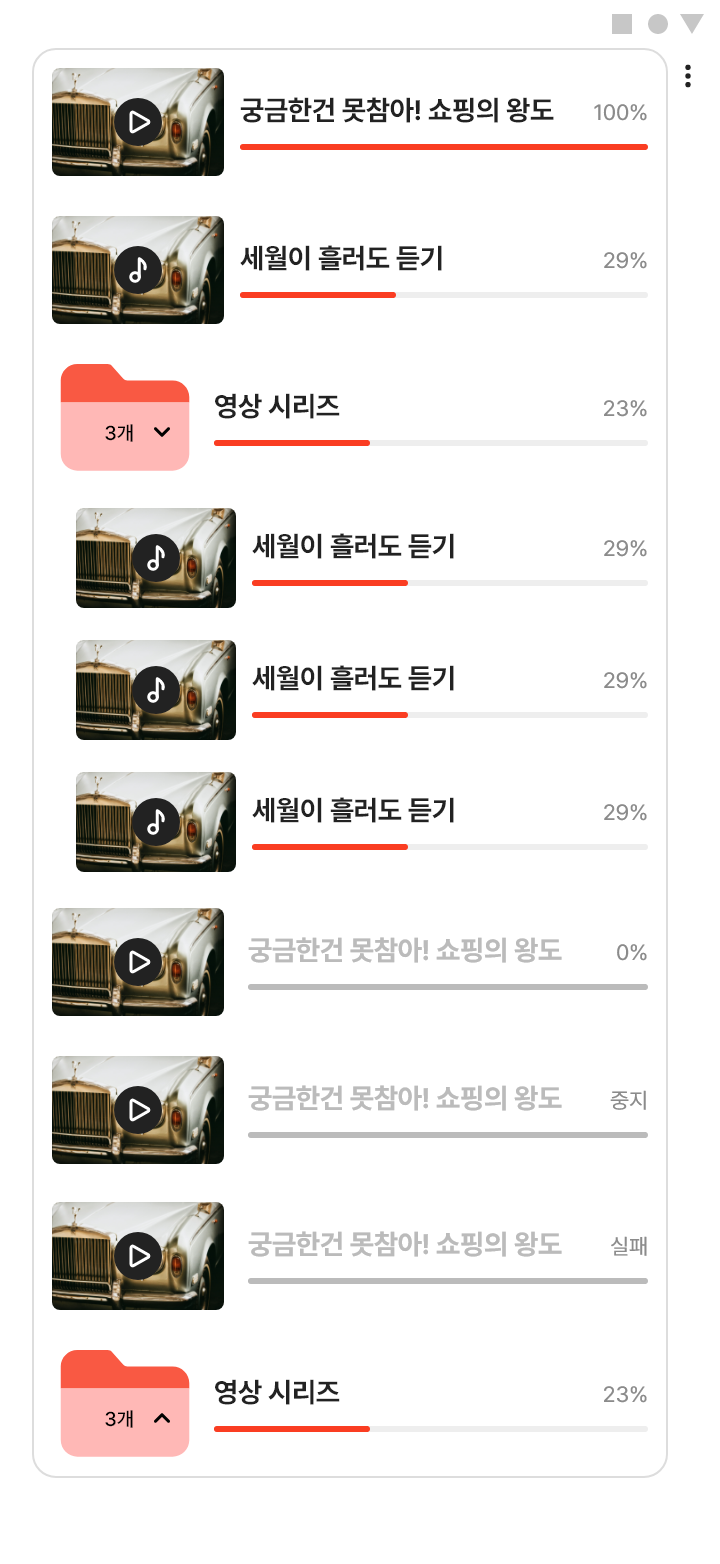 궁금한건 못참아! 쇼핑의 왕도 100%
세월이 흘러도 듣기 29%
영상 시리즈 23%
3개
세월이 흘러도 듣기 29%
세월이 흘러도 듣기 29%
세월이 흘러도 듣기 29%
궁금한건 못참아! 쇼핑의 왕도 0%
궁금한건 못참아! 쇼핑의 왕도 중지
궁금한건 못참아! 쇼핑의 왕도 실패
영상 시리즈 23%
3개